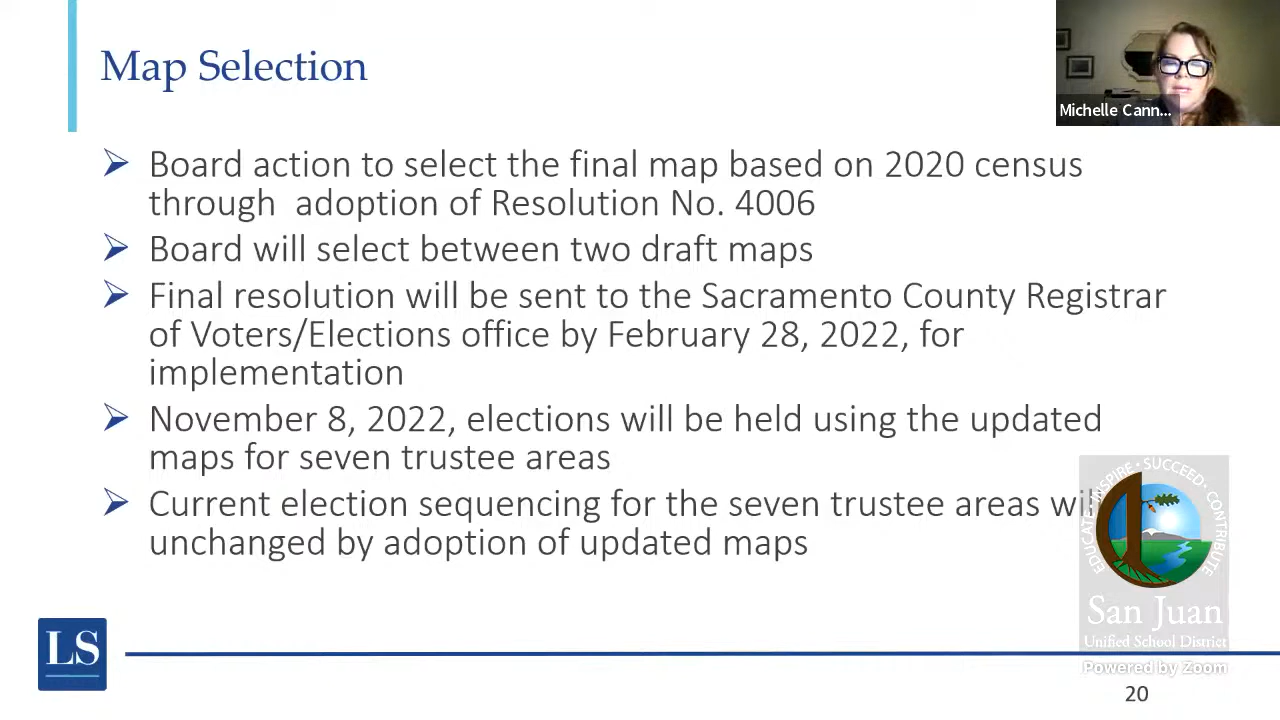 Map Selection
Michelle Cann...
➢ Board action to select the final map based on 2020 census
through adoption of Resolution No. 4006
➢ Board will select between two draft maps
➢ Final resolution will be sent to the Sacramento County Registrar
of Voters/Elections office by February 28, 2022, for
implementation
➢ November 8, 2022, elections will be held using the updated
maps for seven trustee areas
➢ Current election sequencing for the seven trustee areas will
unchanged by adoption of updated maps
EDUCATE • INSPIRE • SUCCEED • CONTRIBUTE
San Juan
Unified School District
Powered by Zoom
LS
20